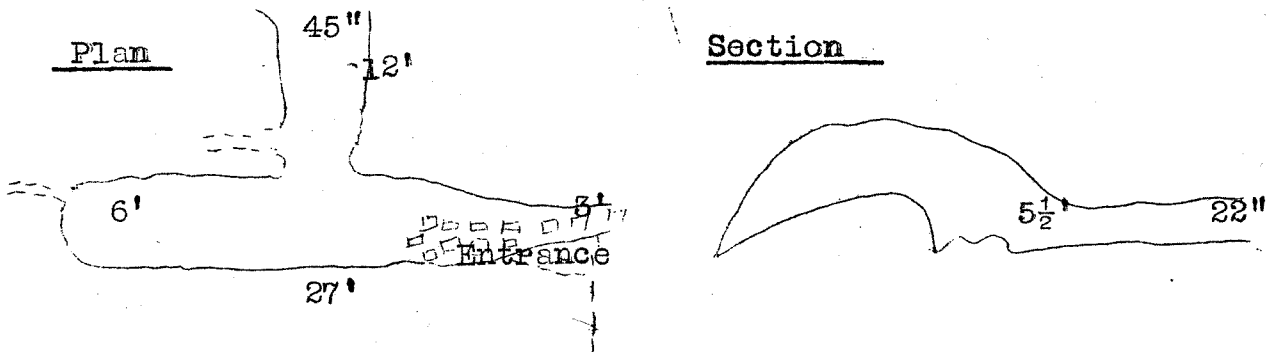 Plan
45"
12'
6'
3'
Entrance
27'
Section
5½'
22"